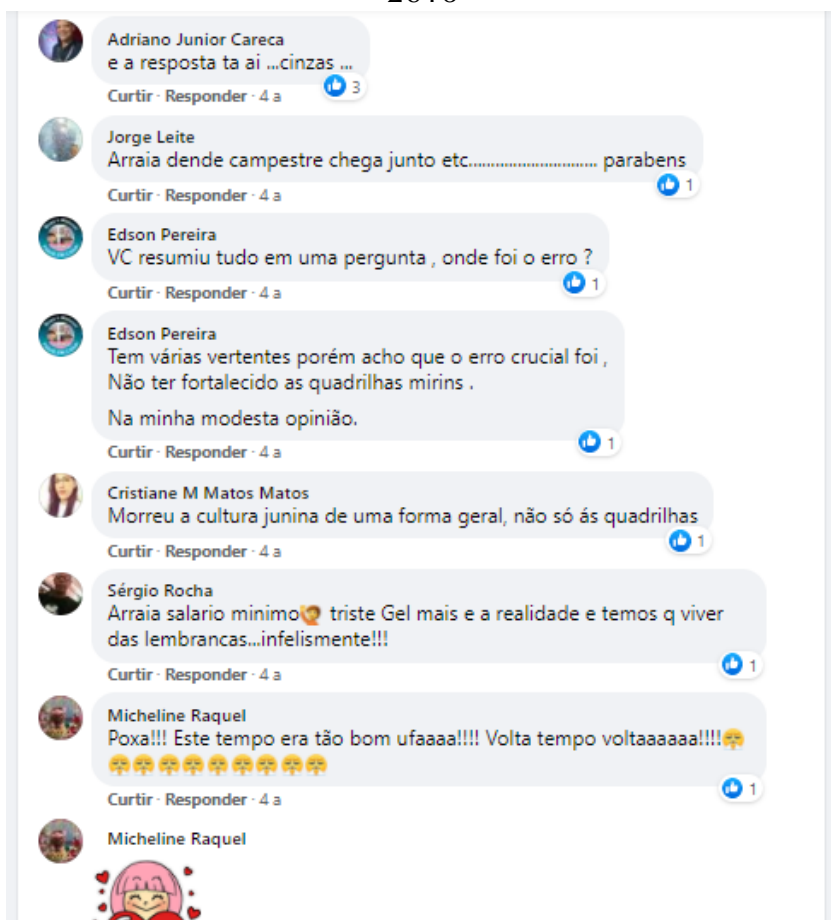 Adriano Junior Careca
e a resposta ta ai ...cinzas ...
3
Curtir · Responder · 4 a
Jorge Leite
Arraia dende campestre chega junto etc............................. parabens
1
Curtir · Responder · 4 a
Edson Pereira
VC resumiu tudo em uma pergunta , onde foi o erro ?
1
Curtir · Responder · 4 a
Edson Pereira
Tem várias vertentes porém acho que o erro crucial foi ,
Não ter fortalecido as quadrilhas mirins .
Na minha modesta opinião.
1
Curtir · Responder · 4 a
Cristiane M Matos Matos
Morreu a cultura junina de uma forma geral, não só ás quadrilhas
1
Curtir · Responder · 4 a
Sérgio Rocha
Arraia salario minimo🤦 triste Gel mais e a realidade e temos q viver
das lembrancas...infelismente!!!
1
Curtir · Responder · 4 a
Micheline Raquel
Poxa!!! Este tempo era tão bom ufaaaa!!!! Volta tempo voltaaaaaa!!!!😤
😤😤😤😤😤😤😤😤😤
1
Curtir · Responder · 4 a
Micheline Raquel